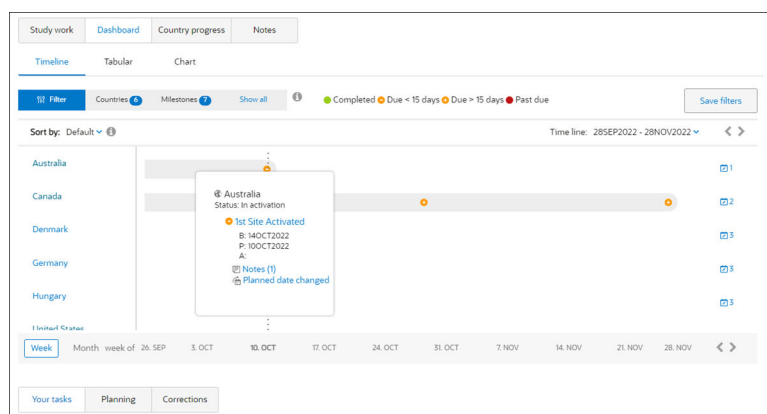 Study work Dashboard Country progress Notes
Timeline Tabular Chart
Filter Countries 6 Milestones 7 Show all Completed Due < 15 days Due > 15 days Past due Save filters
Sort by: Default Time line: 28SEP2022 - 28NOV2022
Australia 1
Canada 2
Denmark 3
Germany 3
Hungary 3
United States
Australia
Status: In activation
1st Site Activated
B: 14OCT2022
P: 10OCT2022
A:
Notes (1)
Planned date changed
Week Month week of 26. SEP 3. OCT 10. OCT 17. OCT 24. OCT 31. OCT 7. NOV 14. NOV 21. NOV 28. NOV
Your tasks Planning Corrections